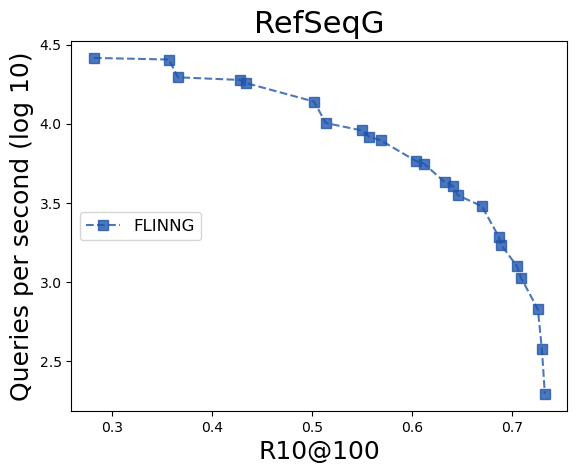 RefSeqG
Queries per second (log 10)
4.5
4.0
3.5
3.0
2.5
FLINNG
0.3 0.4 0.5 0.6 0.7
R10@100